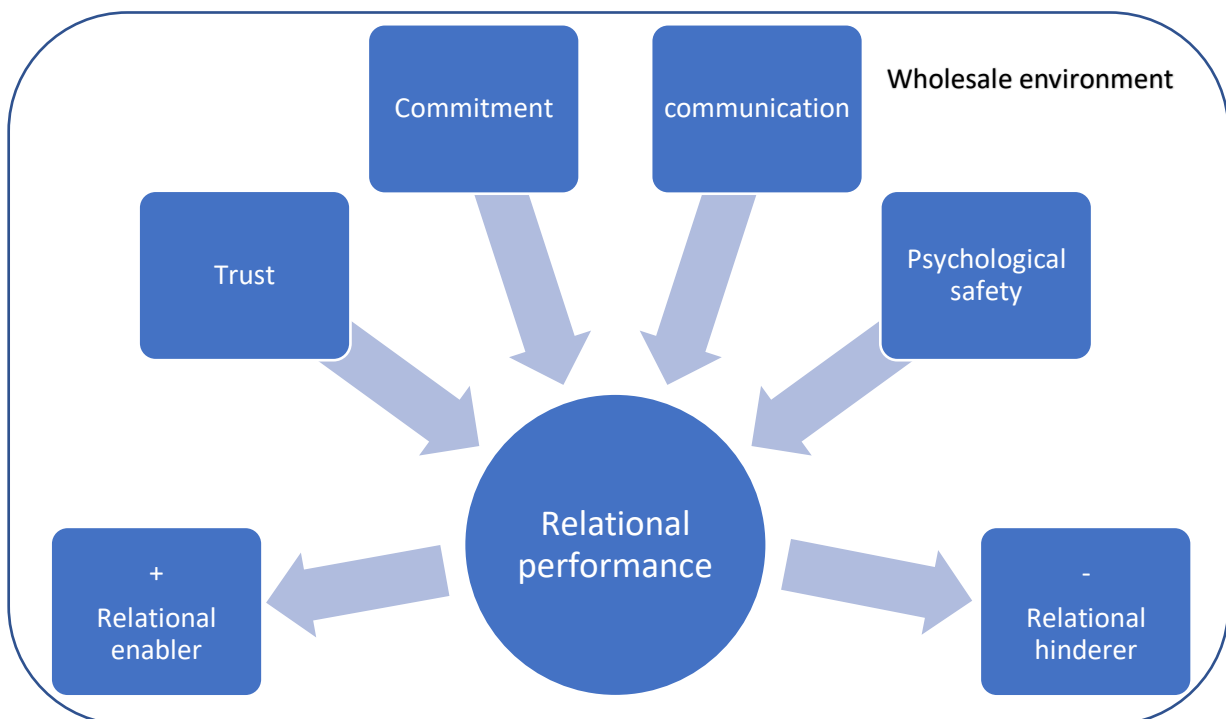 Commitment
communication
Wholesale environment
Trust
Psychological
safety
Relational
performance
+
Relational
enabler
-
Relational
hinderer